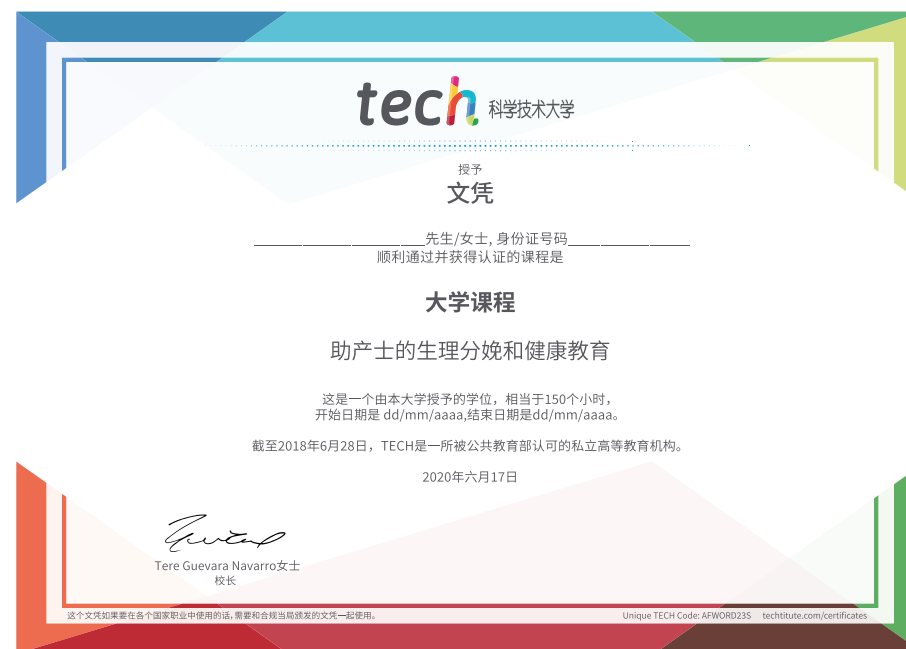 tech 科学技术大学
授予
文凭
先生/女士, 身份证号码
顺利通过并获得认证的课程是
大学课程
助产士的生理分娩和健康教育
这是一个由本大学授予的学位，相当于150个小时，
开始日期是 dd/mm/aaaa,结束日期是dd/mm/aaaa。
截至2018年6月28日，TECH是一所被公共教育部认可的私立高等教育机构。
2020年六月17日
Tere Guevara Navarro女士
校长
这个文凭如果要在各个国家职业中使用的话,需要和合规当局颁发的文凭一起使用。
Unique TECH Code: AFWORD23S techtitute.com/certificates